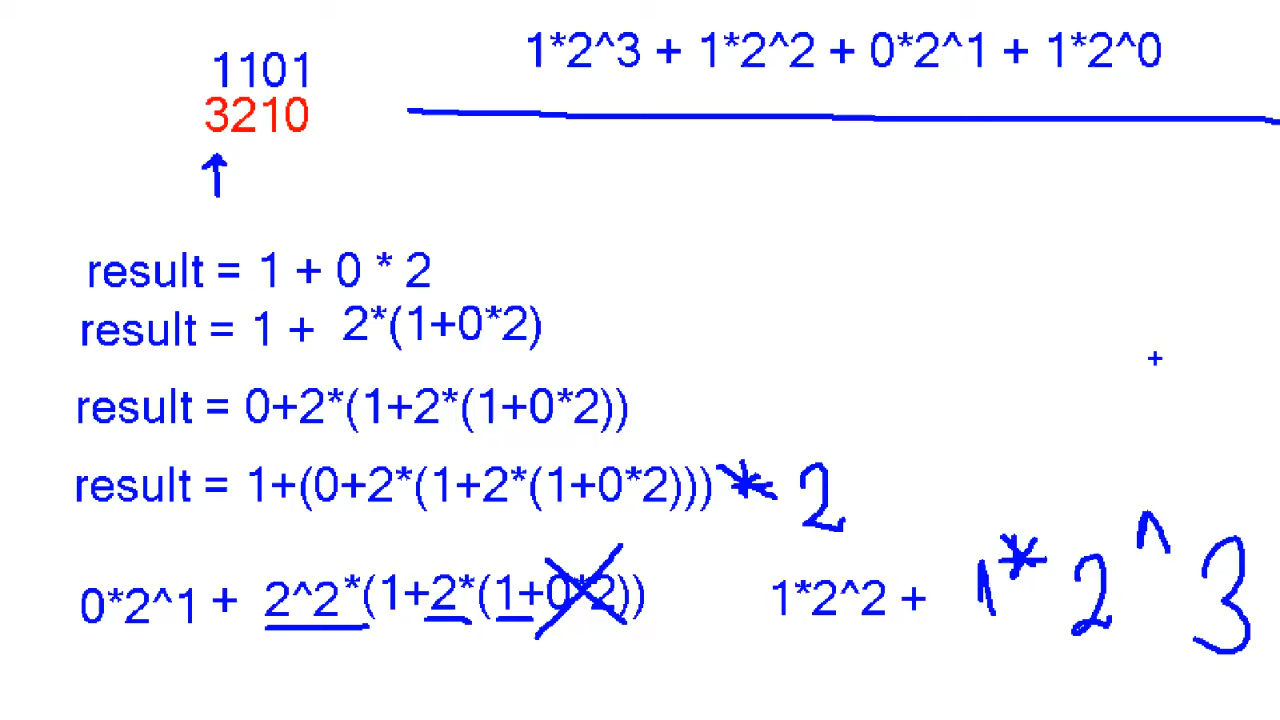 1101
3210
1*2^3 + 1*2^2 + 0*2^1 + 1*2^0
result = 1 + 0 * 2
result = 1 + 2*(1+0*2)
+
result = 0+2*(1+2*(1+0*2))
result = 1+(0+2*(1+2*(1+0*2)))* 2
0*2^1 + 2^2*(1+2*(1+0*2))
1*2^2 + 1*2^3